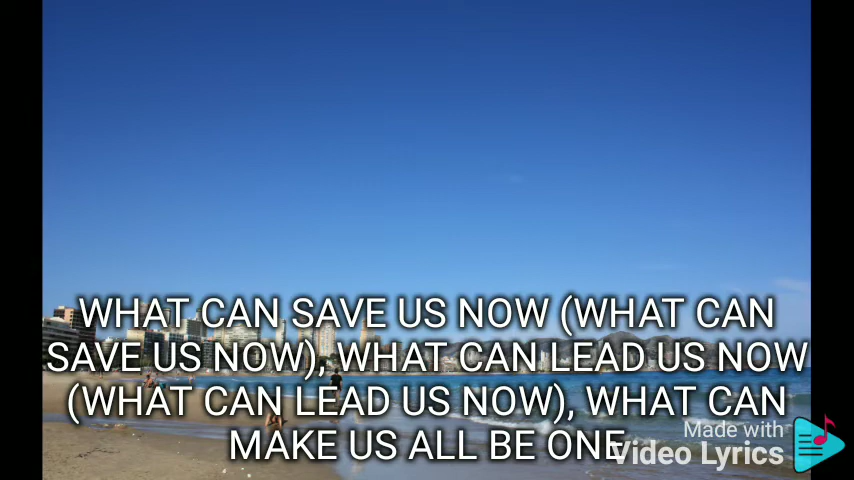 WHAT CAN SAVE US NOW (WHAT CAN
SAVE US NOW), WHAT CAN LEAD US NOW
(WHAT CAN LEAD US NOW), WHAT CAN
MAKE US ALL BE ONE
Made with
Video Lyrics